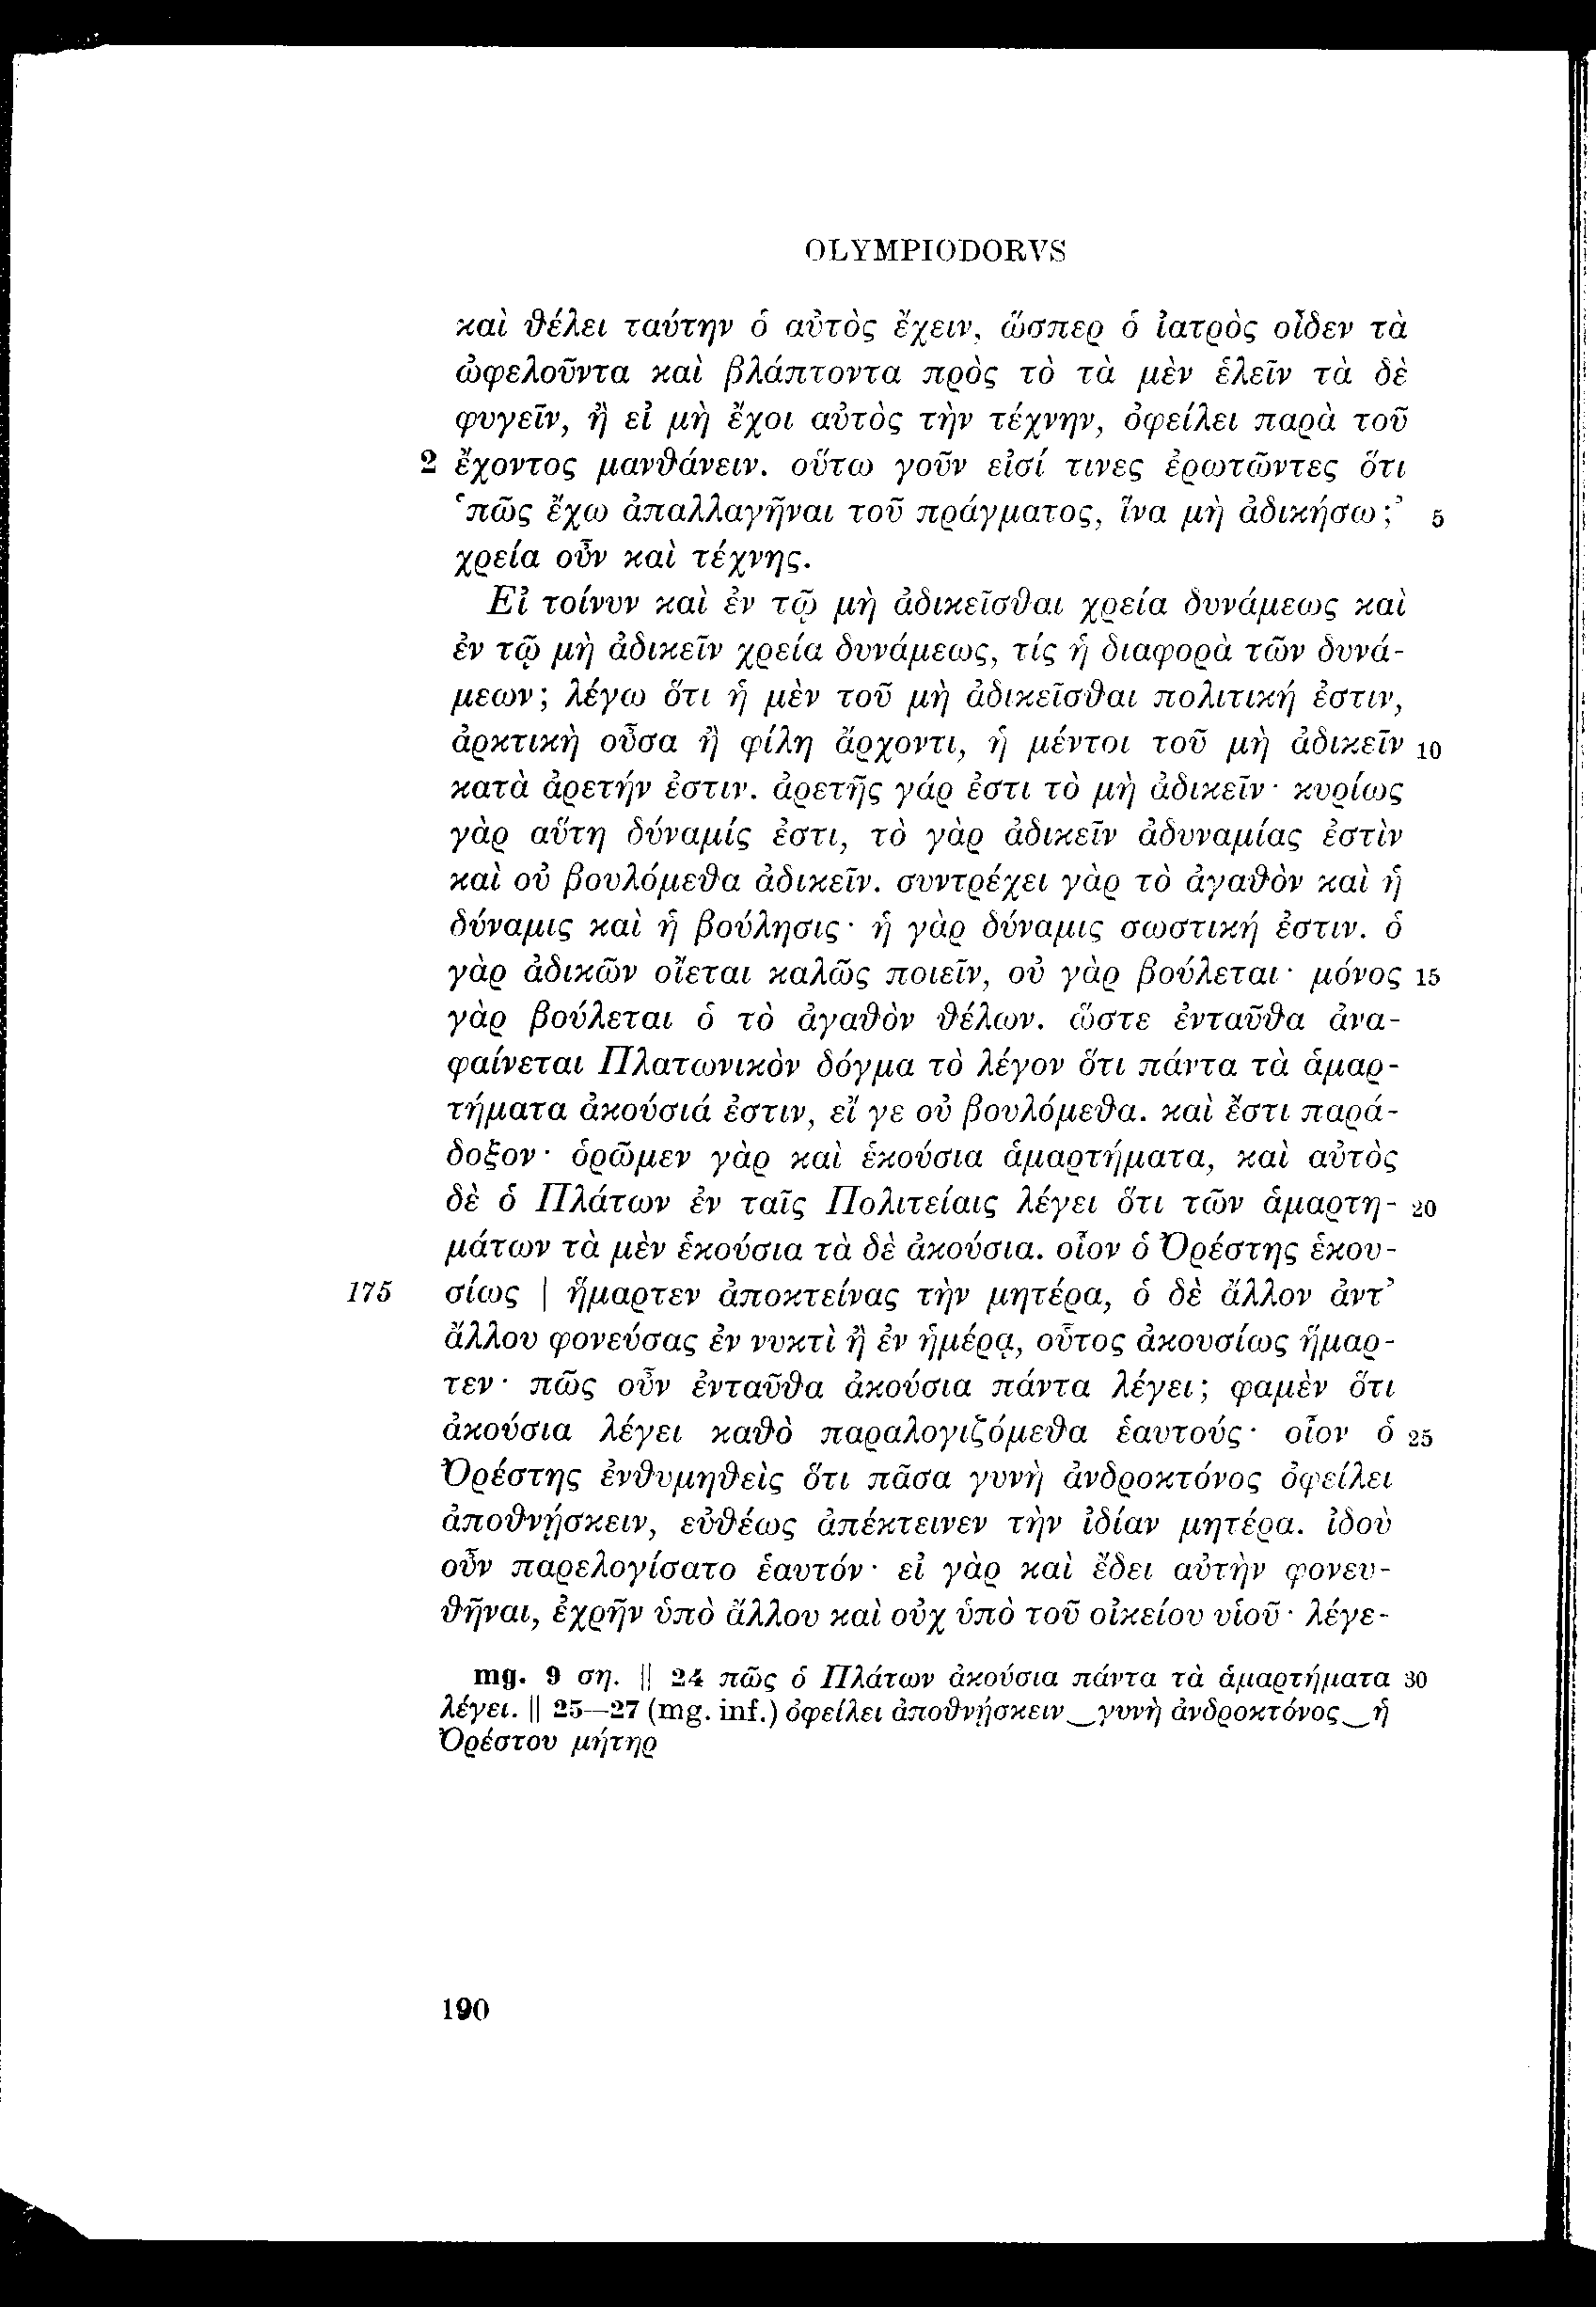 OLYMPIODORVS
καὶ θέλει ταύτην ὁ αὐτὸς ἔχειν, ὥσπερ ὁ ἰατρὸς οἶδεν τὰ
ὠφελοῦντα καὶ βλάπτοντα πρὸς τὸ τὰ μὲν ἑλεῖν τὰ δὲ
φυγεῖν, ἢ εἰ μὴ ἔχοι αὐτὸς τὴν τέχνην, ὀφείλει παρὰ τοῦ
2 ἔχοντος μανθάνειν. οὕτω γοῦν εἰσί τινες ἐρωτῶντες ὅτι
‘πῶς ἔχω ἀπαλλαγῆναι τοῦ πράγματος, ἵνα μὴ ἀδικήσω;’ 5
χρεία οὖν καὶ τέχνης.
Εἰ τοίνυν καὶ ἐν τῷ μὴ ἀδικεῖσθαι χρεία δυνάμεως καὶ
ἐν τῷ μὴ ἀδικεῖν χρεία δυνάμεως, τίς ἡ διαφορὰ τῶν δυνά-
μεων; λέγω ὅτι ἡ μὲν τοῦ μὴ ἀδικεῖσθαι πολιτική ἐστιν,
ἀρκτικὴ οὖσα ἢ φίλη ἄρχοντι, ἡ μέντοι τοῦ μὴ ἀδικεῖν 10
κατὰ ἀρετήν ἐστιν. ἀρετῆς γάρ ἐστι τὸ μὴ ἀδικεῖν· κυρίως
γὰρ αὕτη δύναμίς ἐστι, τὸ γὰρ ἀδικεῖν ἀδυναμίας ἐστὶν
καὶ οὐ βουλόμεθα ἀδικεῖν. συντρέχει γὰρ τὸ ἀγαθὸν καὶ ἡ
δύναμις καὶ ἡ βούλησις· ἡ γὰρ δύναμις σωστική ἐστιν. ὁ
γὰρ ἀδικῶν οἴεται καλῶς ποιεῖν, οὐ γὰρ βούλεται· μόνος 15
γὰρ βούλεται ὁ τὸ ἀγαθὸν θέλων. ὥστε ἐνταῦθα ἀνα-
φαίνεται Πλατωνικὸν δόγμα τὸ λέγον ὅτι πάντα τὰ ἁμαρ-
τήματα ἀκούσιά ἐστιν, εἴ γε οὐ βουλόμεθα. καὶ ἔστι παρά-
δοξον· ὁρῶμεν γὰρ καὶ ἑκούσια ἁμαρτήματα, καὶ αὐτὸς
δὲ ὁ Πλάτων ἐν ταῖς Πολιτείαις λέγει ὅτι τῶν ἁμαρτη- 20
μάτων τὰ μὲν ἑκούσια τὰ δὲ ἀκούσια. οἷον ὁ Ὀρέστης ἑκου-
175 σίως | ἥμαρτεν ἀποκτείνας τὴν μητέρα, ὁ δὲ ἄλλον ἀντ’
ἄλλου φονεύσας ἐν νυκτὶ ἢ ἐν ἡμέρᾳ, οὗτος ἀκουσίως ἥμαρ-
τεν· πῶς οὖν ἐνταῦθα ἀκούσια πάντα λέγει; φαμὲν ὅτι
ἀκούσια λέγει καθὸ παραλογιζόμεθα ἑαυτούς· οἷον ὁ 25
Ὀρέστης ἐνθυμηθεὶς ὅτι πᾶσα γυνὴ ἀνδροκτόνος ὀφείλει
ἀποθνῄσκειν, εὐθέως ἀπέκτεινεν τὴν ἰδίαν μητέρα. ἰδοὺ
οὖν παρελογίσατο ἑαυτόν· εἰ γὰρ καὶ ἔδει αὐτὴν φονευ-
θῆναι, ἐχρῆν ὑπὸ ἄλλου καὶ οὐχ ὑπὸ τοῦ οἰκείου υἱοῦ· λέγε-
mg. 9 ση. || 24 πῶς ὁ Πλάτων ἀκούσια πάντα τὰ ἁμαρτήματα 30
λέγει. || 25—27 (mg. inf.) ὀφείλει ἀποθνῄσκειν‿γυνὴ ἀνδροκτόνος‿ἡ
Ὀρέστου μήτηρ
190